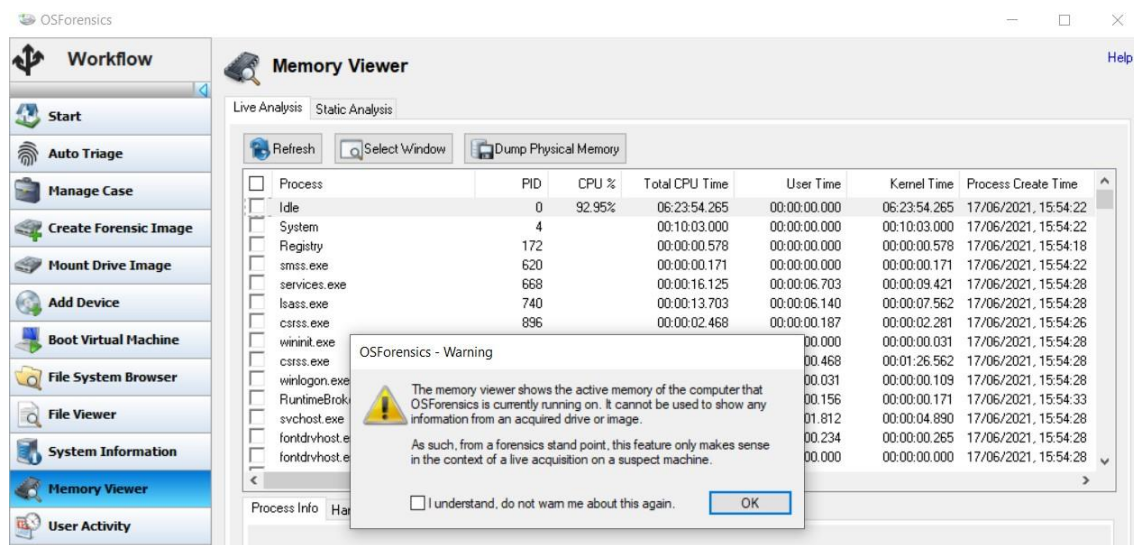 OSForensics
Workflow
Start
Auto Triage
Manage Case
Create Forensic Image
Mount Drive Image
Add Device
Boot Virtual Machine
File System Browser
File Viewer
System Information
Memory Viewer
User Activity
Memory Viewer
Help
Live Analysis Static Analysis
Refresh Select Window Dump Physical Memory
Process PID CPU % Total CPU Time User Time Kernel Time Process Create Time
Idle 0 92.95% 06:23:54.265 00:00:00.000 06:23:54.265 17/06/2021, 15:54:22
System 4 00:10:03.000 00:00:00.000 00:10:03.000 17/06/2021, 15:54:22
Registry 172 00:00:00.578 00:00:00.000 00:00:00.578 17/06/2021, 15:54:18
smss.exe 620 00:00:00.171 00:00:00.000 00:00:00.171 17/06/2021, 15:54:22
services.exe 668 00:00:16.125 00:00:06.703 00:00:09.421 17/06/2021, 15:54:28
lsass.exe 740 00:00:13.703 00:00:06.140 00:00:07.562 17/06/2021, 15:54:28
csrss.exe 896 00:00:02.468 00:00:00.187 00:00:02.281 17/06/2021, 15:54:26
wininit.exe 00.000 00:00:00.031 17/06/2021, 15:54:28
csrss.exe 00.468 00:01:26.562 17/06/2021, 15:54:28
winlogon.exe 00.031 00:00:00.109 17/06/2021, 15:54:28
RuntimeBrok 00.156 00:00:00.171 17/06/2021, 15:54:33
svchost.exe 01.812 00:00:04.890 17/06/2021, 15:54:28
fontdrvhost.e 00.234 00:00:00.265 17/06/2021, 15:54:28
fontdrvhost.e 00.000 00:00:00.000 17/06/2021, 15:54:28
Process Info Ha
OSForensics - Warning
The memory viewer shows the active memory of the computer that
OSForensics is currently running on. It cannot be used to show any
information from an acquired drive or image.
As such, from a forensics stand point, this feature only makes sense
in the context of a live acquisition on a suspect machine.
I understand, do not warn me about this again.
OK